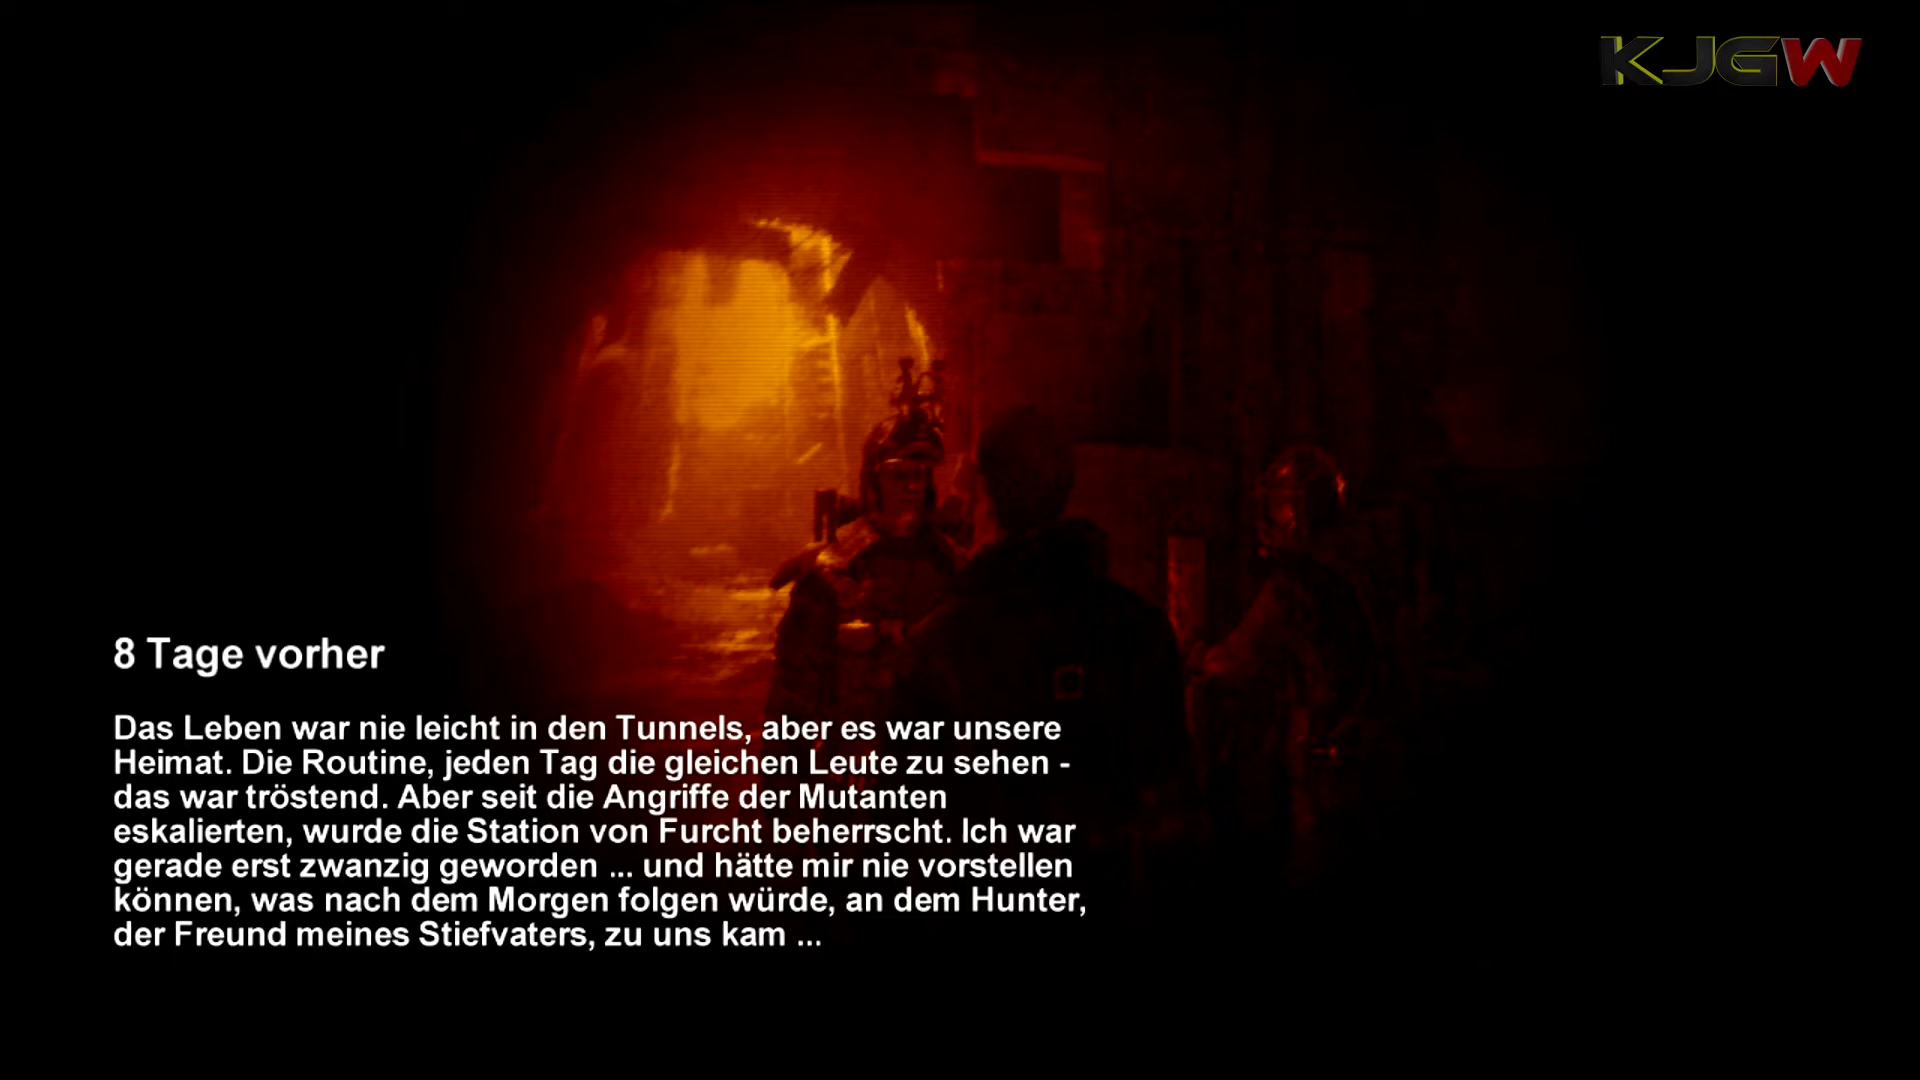 KJGW
8 Tage vorher
Das Leben war nie leicht in den Tunnels, aber es war unsere
Heimat. Die Routine, jeden Tag die gleichen Leute zu sehen -
das war tröstend. Aber seit die Angriffe der Mutanten
eskalierten, wurde die Station von Furcht beherrscht. Ich war
gerade erst zwanzig geworden ... und hätte mir nie vorstellen
können, was nach dem Morgen folgen würde, an dem Hunter,
der Freund meines Stiefvaters, zu uns kam ...